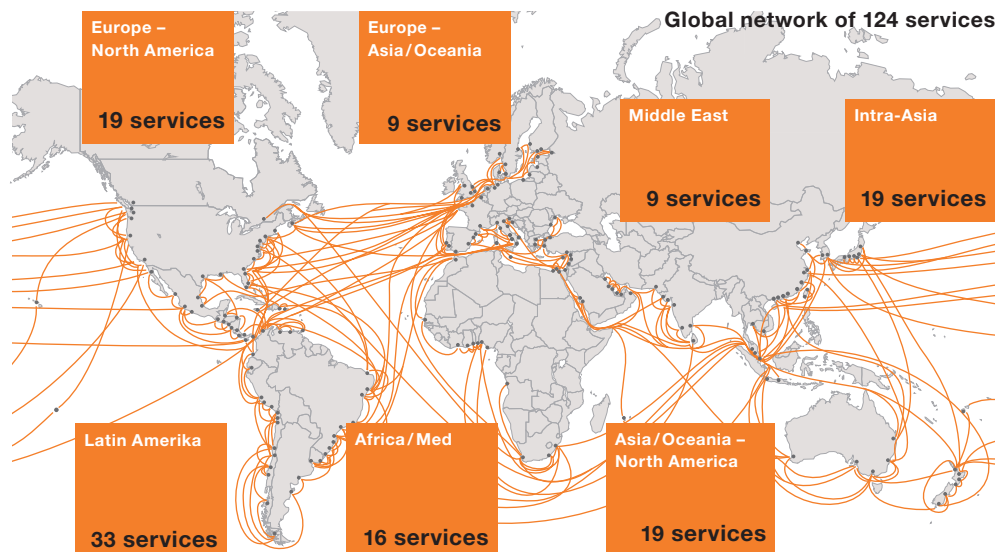 Global network of 124 services
Europe –
North America
19 services
Europe –
Asia/Oceania
9 services
Middle East
9 services
Intra-Asia
19 services
Latin Amerika
33 services
Africa/Med
16 services
Asia/Oceania –
North America
19 services